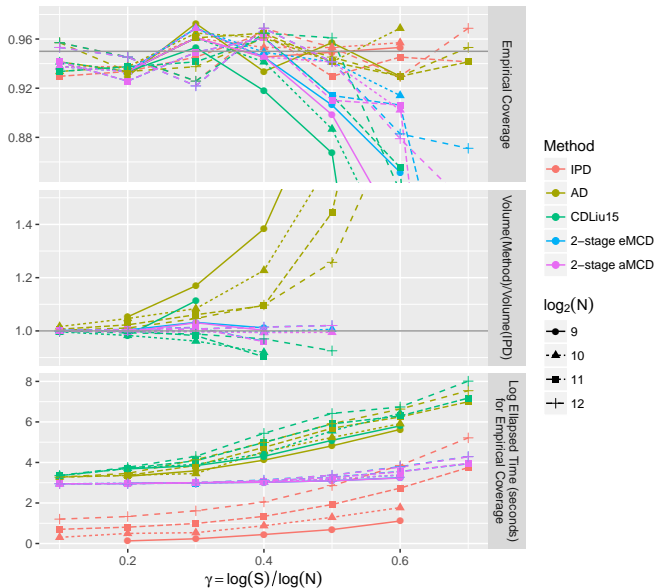 0.96
0.92
0.88
Empirical Coverage
1.4
1.2
1.0
Volume(Method)/Volume(IPD)
8
6
4
2
0
Log Elapsed Time (seconds)
for Empirical Coverage
0.2
0.4
0.6
γ = log(S)/log(N)
Method
IPD
AD
CDLiu15
2−stage eMCD
2−stage aMCD
log₂(N)
9
10
11
12